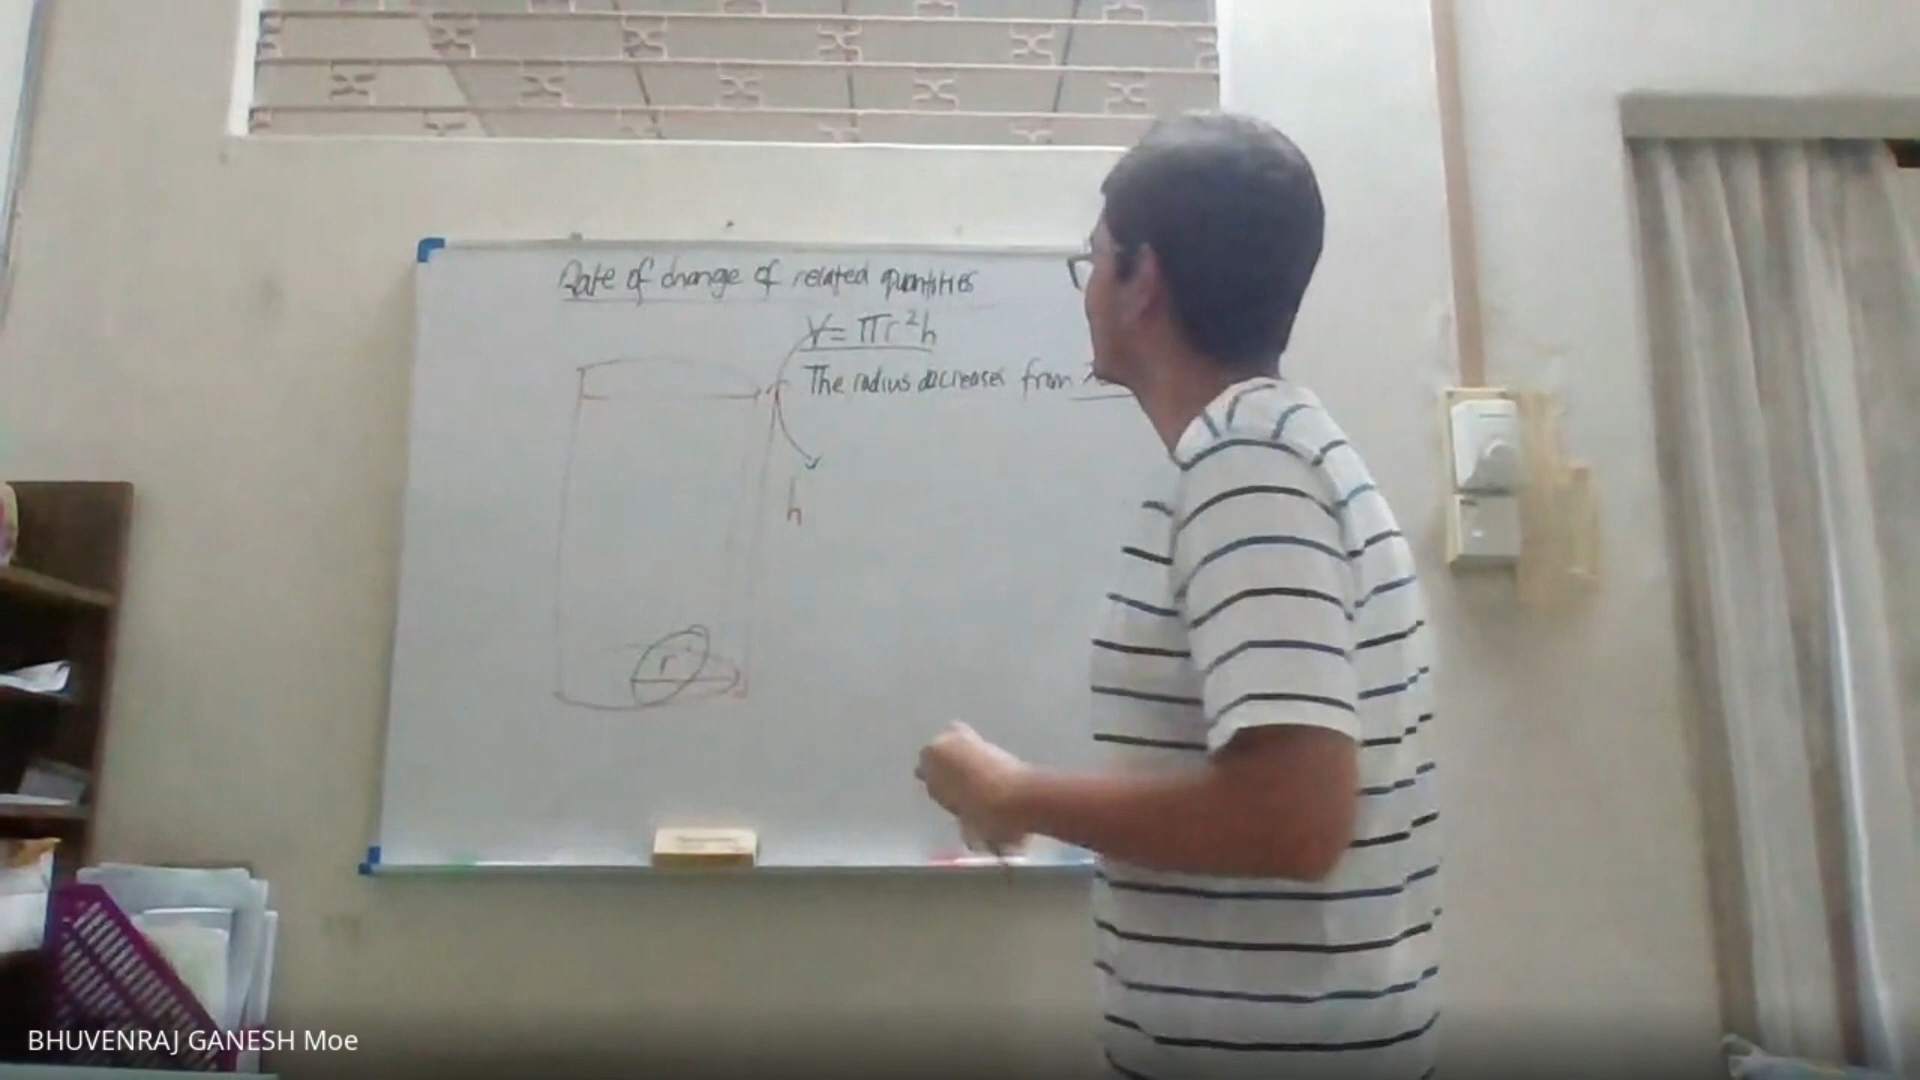 Rate of change of related quantities
V = πr²h
The radius decreases from
h
r
BHUVENRAJ GANESH Moe